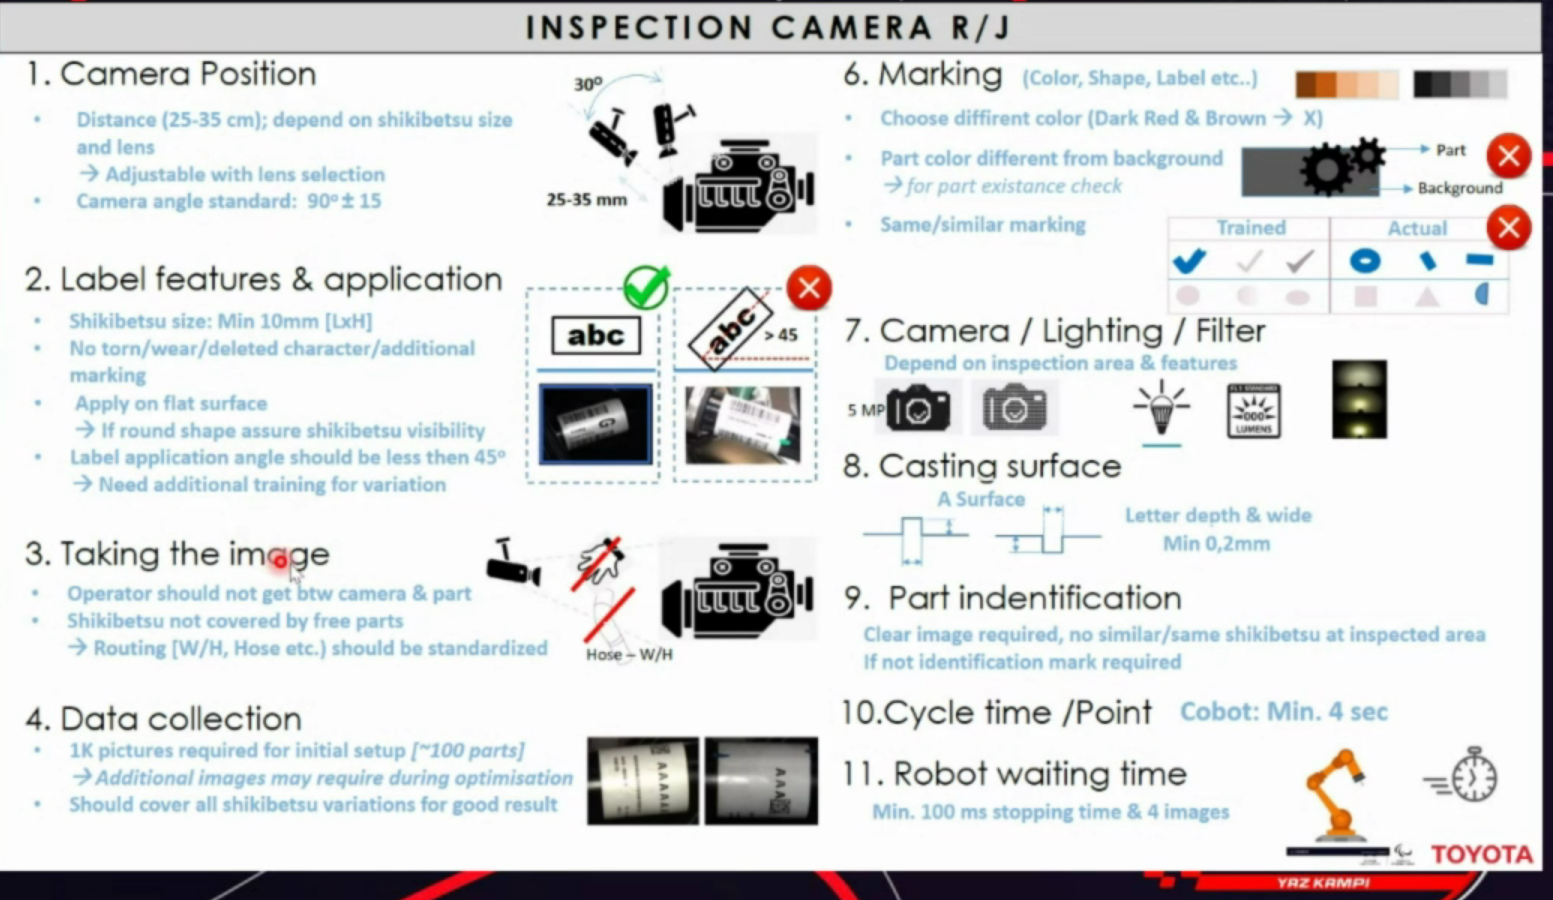 INSPECTION CAMERA R/J
1. Camera Position
• Distance (25-35 cm); depend on shikibetsu size
and lens
→ Adjustable with lens selection
• Camera angle standard: 90º ± 15
30º
25-35 mm
2. Label features & application
• Shikibetsu size: Min 10mm [LxH]
• No torn/wear/deleted character/additional
marking
• Apply on flat surface
→ If round shape assure shikibetsu visibility
• Label application angle should be less then 45º
→ Need additional training for variation
abc
abc
> 45
3. Taking the image
• Operator should not get btw camera & part
• Shikibetsu not covered by free parts
→ Routing [W/H, Hose etc.) should be standardized
Hose – W/H
4. Data collection
• 1K pictures required for initial setup [~100 parts]
→ Additional images may require during optimisation
• Should cover all shikibetsu variations for good result
6. Marking (Color, Shape, Label etc..)
• Choose diffirent color (Dark Red & Brown → X)
• Part color different from background
→ for part existance check
Part
Background
• Same/similar marking
Trained Actual
7. Camera / Lighting / Filter
Depend on inspection area & features
5 MP
LUMENS
8. Casting surface
A Surface
Letter depth & wide
Min 0,2mm
9. Part indentification
Clear image required, no similar/same shikibetsu at inspected area
If not identification mark required
10.Cycle time /Point Cobot: Min. 4 sec
11. Robot waiting time
Min. 100 ms stopping time & 4 images
TOYOTA
YAZ KAMPI